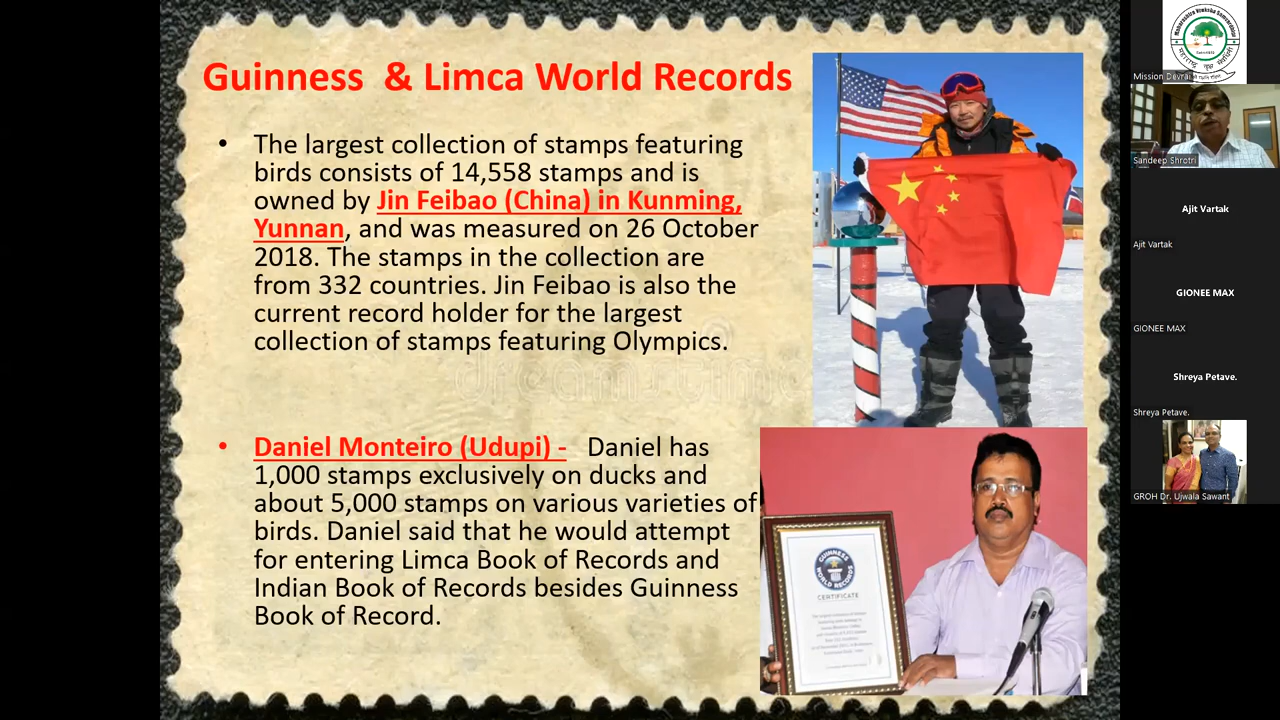 Guinness & Limca World Records
• The largest collection of stamps featuring
birds consists of 14,558 stamps and is
owned by Jin Feibao (China) in Kunming,
Yunnan, and was measured on 26 October
2018. The stamps in the collection are
from 332 countries. Jin Feibao is also the
current record holder for the largest
collection of stamps featuring Olympics.
• Daniel Monteiro (Udupi) - Daniel has
1,000 stamps exclusively on ducks and
about 5,000 stamps on various varieties of
birds. Daniel said that he would attempt
for entering Limca Book of Records and
Indian Book of Records besides Guinness
Book of Record.
GUINNESS
WORLD RECORDS
CERTIFICATE
Mission Devrai
Sandeep Shrotri
Ajit Vartak
Ajit Vartak
GIONEE MAX
GIONEE MAX
Shreya Petave.
Shreya Petave.
GROH Dr. Ujwala Sawant